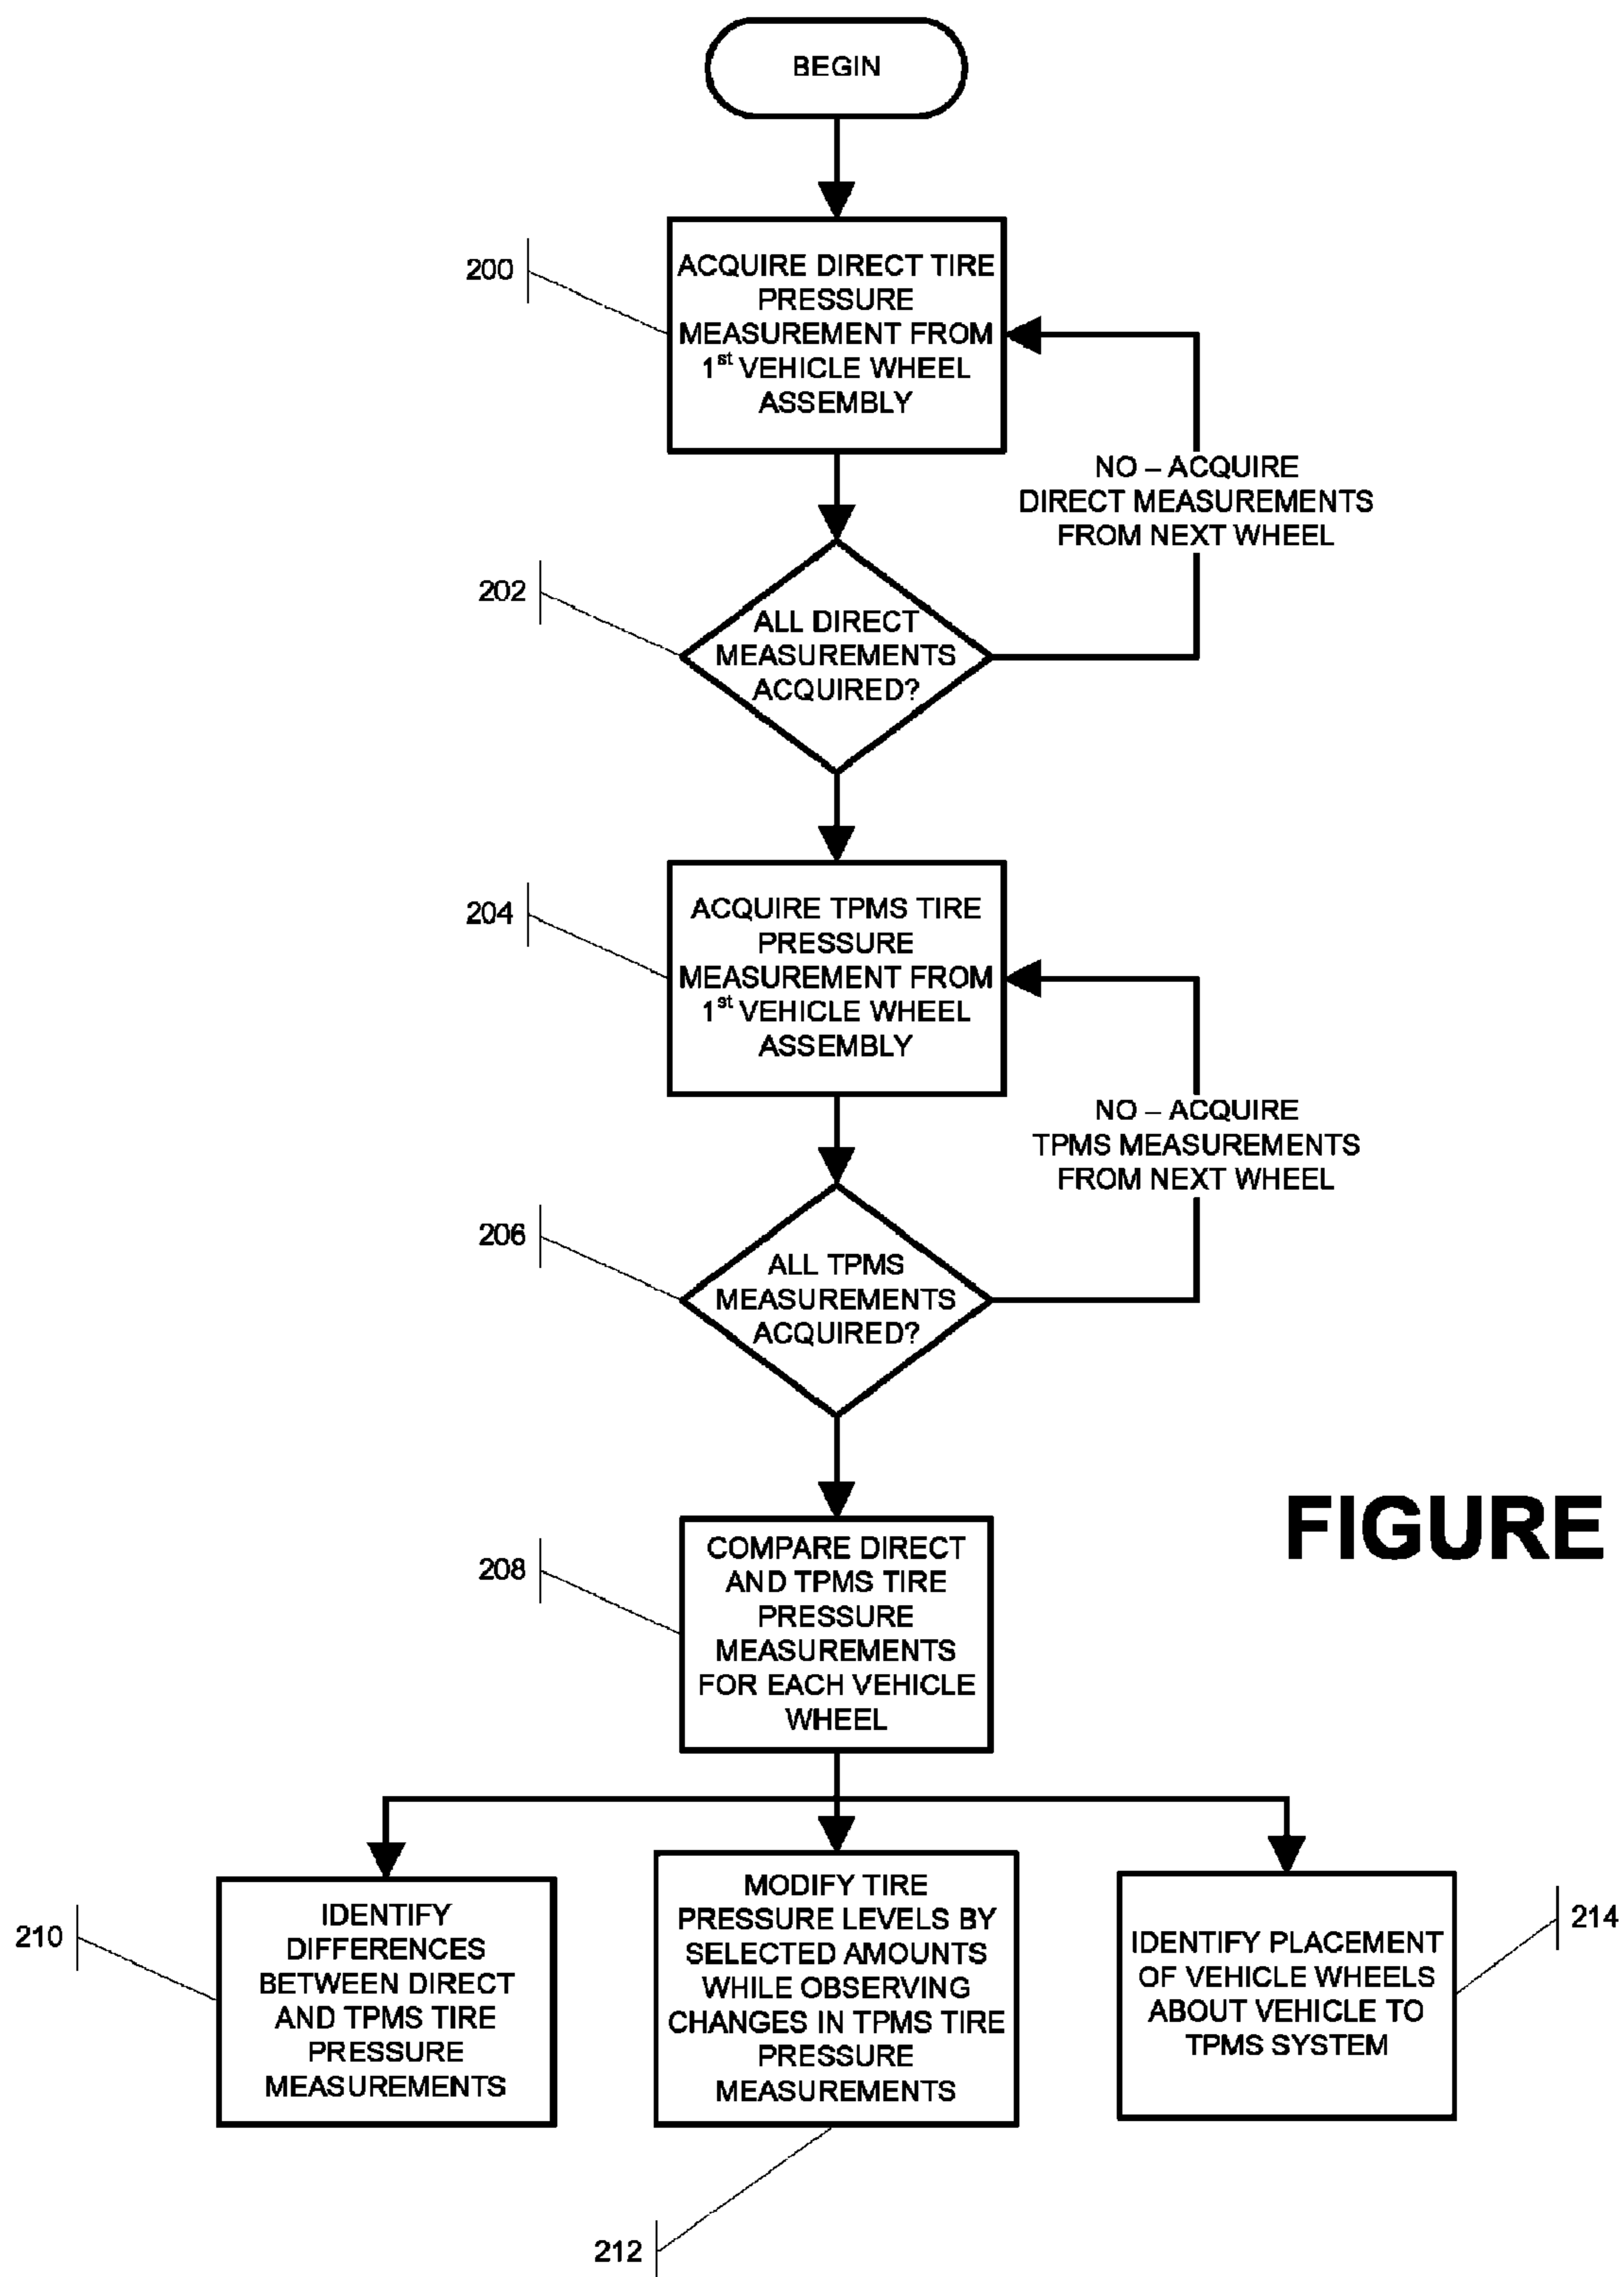 BEGIN
200
ACQUIRE DIRECT TIRE
PRESSURE
MEASUREMENT FROM
1st VEHICLE WHEEL
ASSEMBLY
NO – ACQUIRE
DIRECT MEASUREMENTS
FROM NEXT WHEEL
202
ALL DIRECT
MEASUREMENTS
ACQUIRED?
204
ACQUIRE TPMS TIRE
PRESSURE
MEASUREMENT FROM
1st VEHICLE WHEEL
ASSEMBLY
NO – ACQUIRE
TPMS MEASUREMENTS
FROM NEXT WHEEL
206
ALL TPMS
MEASUREMENTS
ACQUIRED?
FIGURE
208
COMPARE DIRECT
AND TPMS TIRE
PRESSURE
MEASUREMENTS
FOR EACH VEHICLE
WHEEL
210
IDENTIFY
DIFFERENCES
BETWEEN DIRECT
AND TPMS TIRE
PRESSURE
MEASUREMENTS
MODIFY TIRE
PRESSURE LEVELS BY
SELECTED AMOUNTS
WHILE OBSERVING
CHANGES IN TPMS TIRE
PRESSURE
MEASUREMENTS
212
IDENTIFY PLACEMENT
OF VEHICLE WHEELS
ABOUT VEHICLE TO
TPMS SYSTEM
214